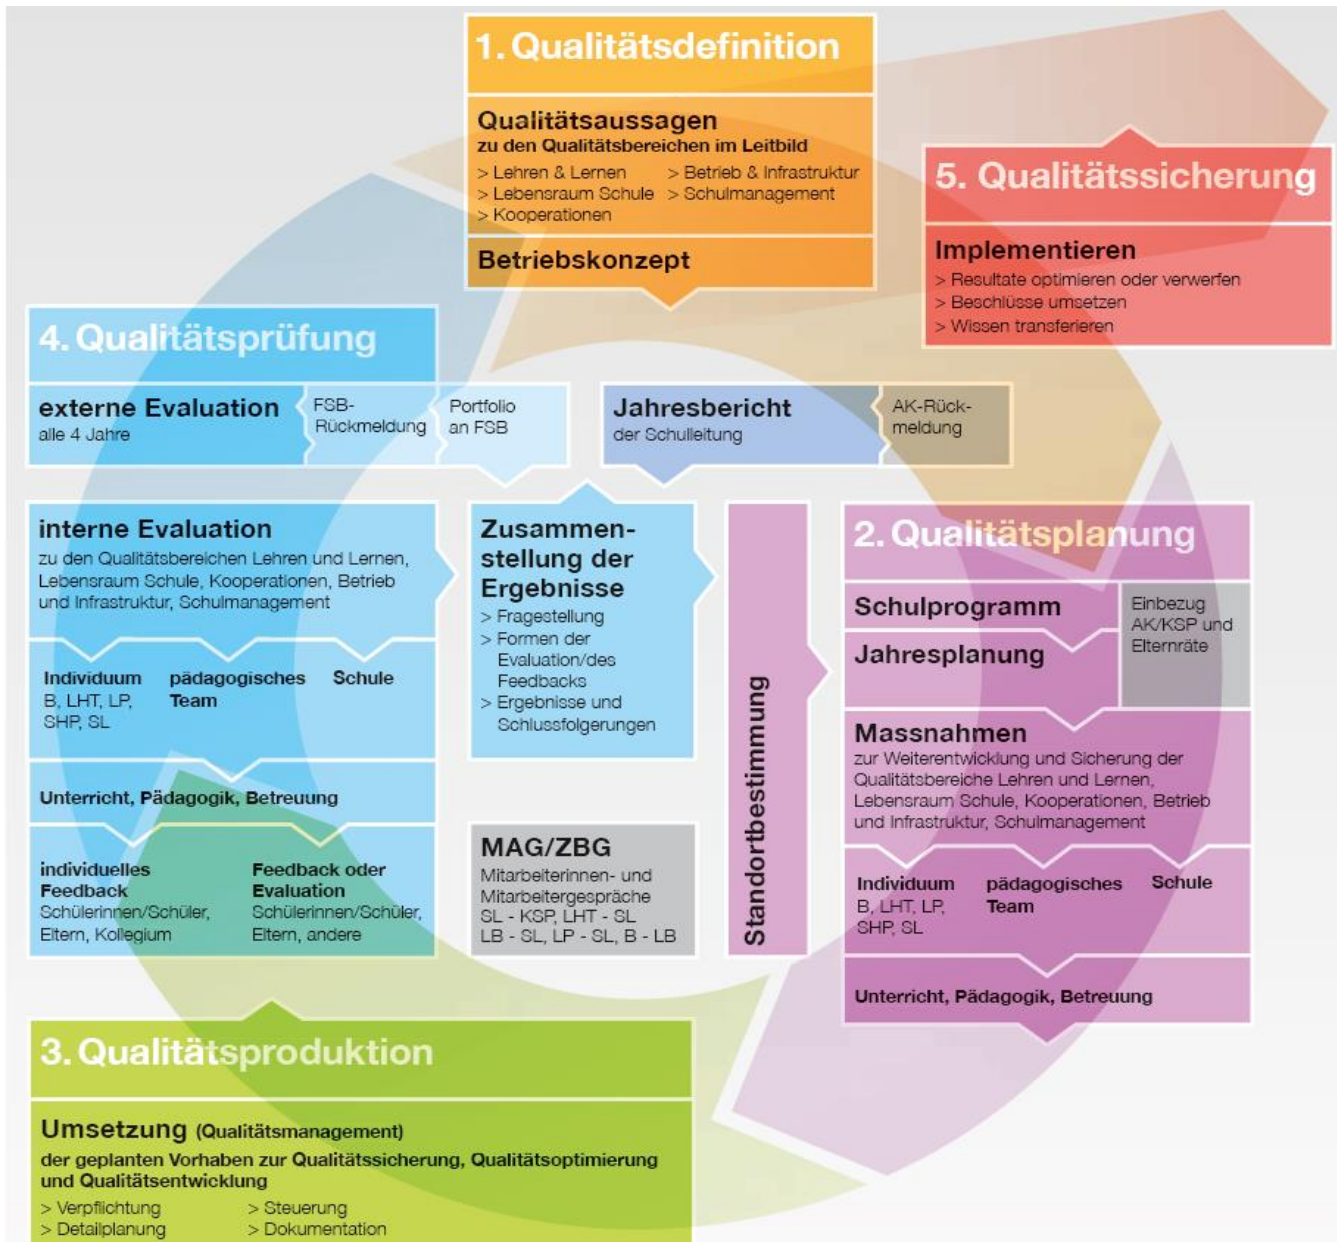 1. Qualitätsdefinition
Qualitätsaussagen
zu den Qualitätsbereichen im Leitbild
> Lehren & Lernen
> Betrieb & Infrastruktur
> Lebensraum Schule
> Schulmanagement
> Kooperationen
Betriebskonzept
5. Qualitätssicherung
Implementieren
> Resultate optimieren oder verwerfen
> Beschlüsse umsetzen
> Wissen transferieren
4. Qualitätsprüfung
externe Evaluation
alle 4 Jahre
FSB-
Rückmeldung
Portfolio
an FSB
Jahresbericht
der Schulleitung
AK-Rück-
meldung
interne Evaluation
zu den Qualitätsbereichen Lehren und Lernen,
Lebensraum Schule, Kooperationen, Betrieb
und Infrastruktur, Schulmanagement
Individuum
B, LHT, LP,
SHP, SL
pädagogisches
Team
Schule
Unterricht, Pädagogik, Betreuung
individuelles
Feedback
Schülerinnen/Schüler,
Eltern, Kollegium
Feedback oder
Evaluation
Schülerinnen/Schüler,
Eltern, andere
Zusammen-
stellung der
Ergebnisse
> Fragestellung
> Formen der
Evaluation/des
Feedbacks
> Ergebnisse und
Schlussfolgerungen
MAG/ZBG
Mitarbeiterinnen- und
Mitarbeitergespräche
SL - KSP, LHT - SL
LB - SL, LP - SL, B - LB
Standortbestimmung
2. Qualitätsplanung
Schulprogramm
Jahresplanung
Einbezug
AK/KSP und
Elternräte
Massnahmen
zur Weiterentwicklung und Sicherung der
Qualitätsbereiche Lehren und Lernen,
Lebensraum Schule, Kooperationen, Betrieb
und Infrastruktur, Schulmanagement
Individuum
B, LHT, LP,
SHP, SL
pädagogisches
Team
Schule
Unterricht, Pädagogik, Betreuung
3. Qualitätsproduktion
Umsetzung (Qualitätsmanagement)
der geplanten Vorhaben zur Qualitätssicherung, Qualitätsoptimierung
und Qualitätsentwicklung
> Verpflichtung
> Steuerung
> Detailplanung
> Dokumentation